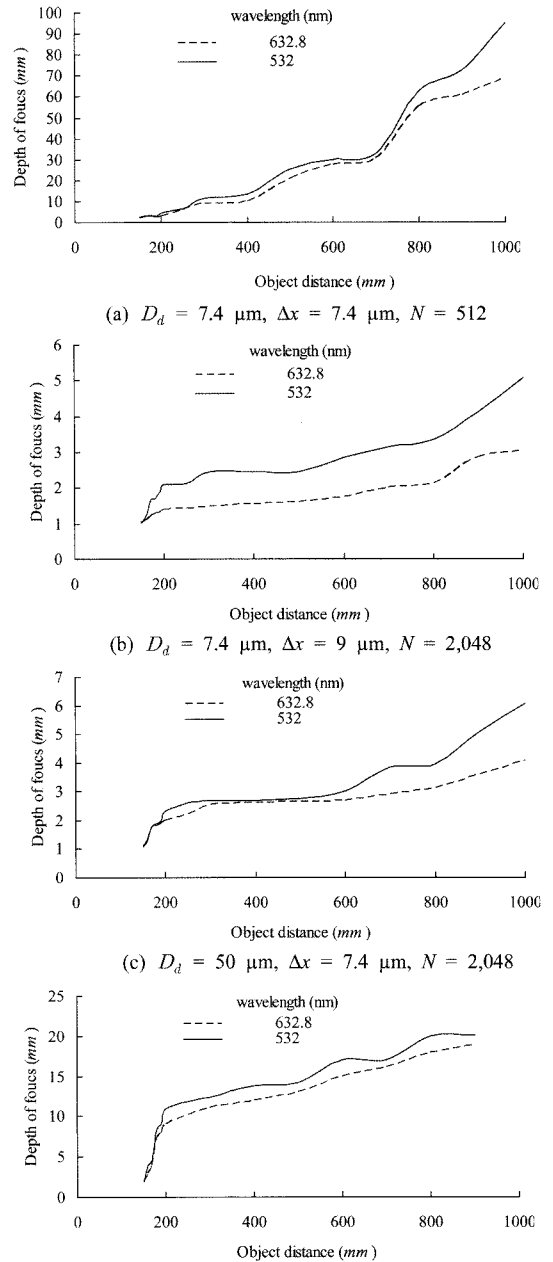 wavelength (nm)
632.8
532
Depth of foucs (mm)
100
90
80
70
60
50
40
30
20
10
0
0 200 400 600 800 1000
Object distance (mm)
(a) D_d = 7.4 μm, Δx = 7.4 μm, N = 512
wavelength (nm)
632.8
532
Depth of foucs (mm)
6
5
4
3
2
1
0
0 200 400 600 800 1000
Object distance (mm)
(b) D_d = 7.4 μm, Δx = 9 μm, N = 2,048
wavelength (nm)
632.8
532
Depth of foucs (mm)
7
6
5
4
3
2
1
0
0 200 400 600 800 1000
Object distance (mm)
(c) D_d = 50 μm, Δx = 7.4 μm, N = 2,048
wavelength (nm)
632.8
532
Depth of foucs (mm)
25
20
15
10
5
0
0 200 400 600 800 1000
Object distance (mm)